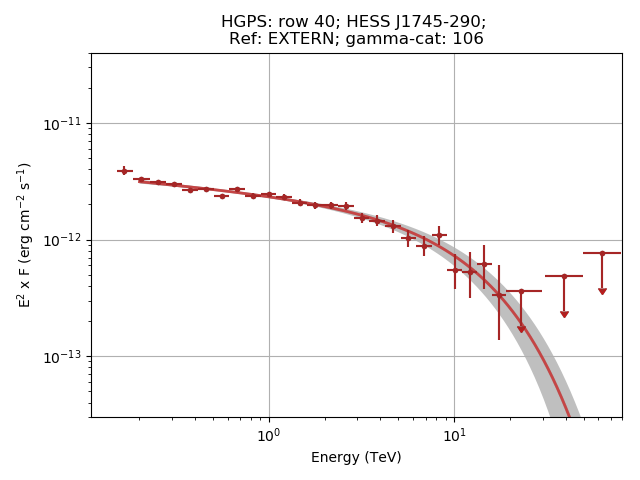 HGPS: row 40; HESS J1745-290;
Ref: EXTERN; gamma-cat: 106
E² x F (erg cm⁻² s⁻¹)
10⁻¹¹
10⁻¹²
10⁻¹³
10⁰ 10¹
Energy (TeV)